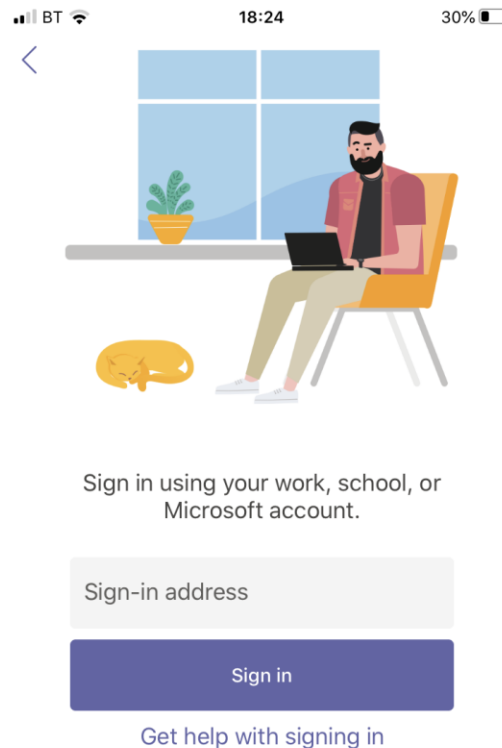 BT 18:24 30%
Sign in using your work, school, or
Microsoft account.
Sign-in address
Sign in
Get help with signing in